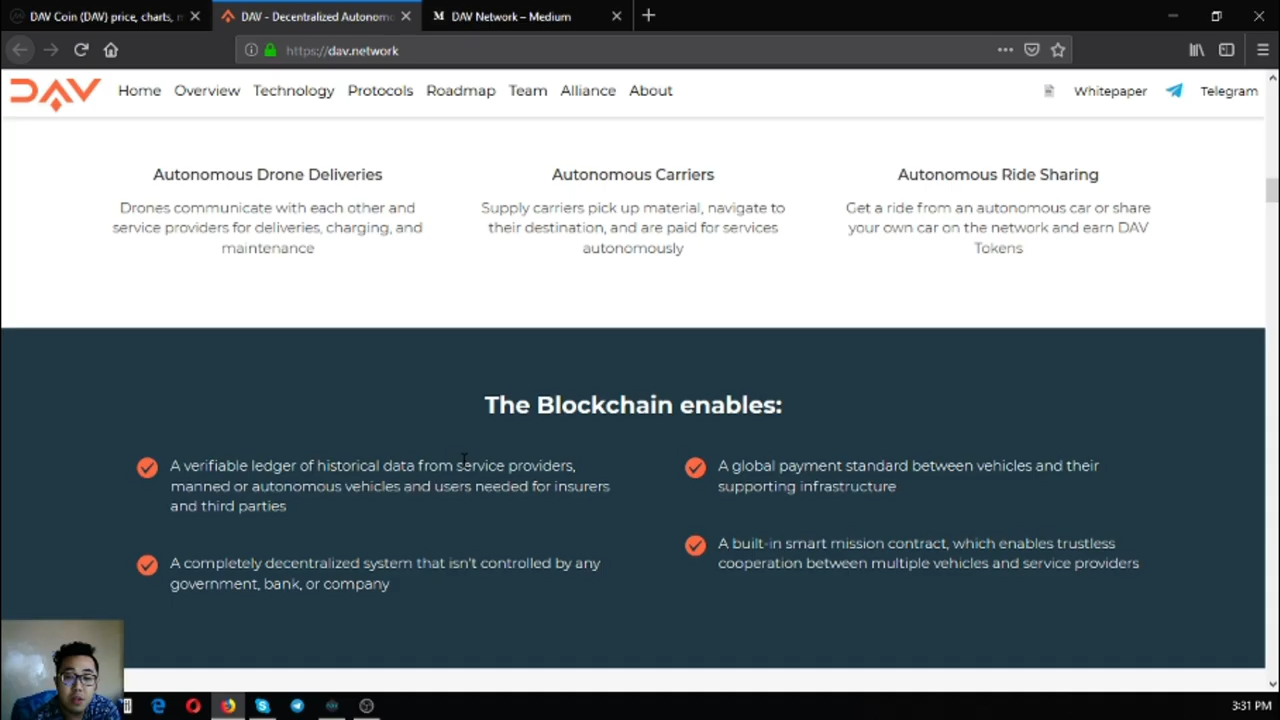 DAV Coin (DAV) price, charts, m
DAV - Decentralized Autonomo
M DAV Network – Medium
https://dav.network
DAV
Home Overview Technology Protocols Roadmap Team Alliance About
Whitepaper Telegram
Autonomous Drone Deliveries
Drones communicate with each other and
service providers for deliveries, charging, and
maintenance
Autonomous Carriers
Supply carriers pick up material, navigate to
their destination, and are paid for services
autonomously
Autonomous Ride Sharing
Get a ride from an autonomous car or share
your own car on the network and earn DAV
Tokens
The Blockchain enables:
A verifiable ledger of historical data from service providers,
manned or autonomous vehicles and users needed for insurers
and third parties
A completely decentralized system that isn't controlled by any
government, bank, or company
A global payment standard between vehicles and their
supporting infrastructure
A built-in smart mission contract, which enables trustless
cooperation between multiple vehicles and service providers
3:31 PM